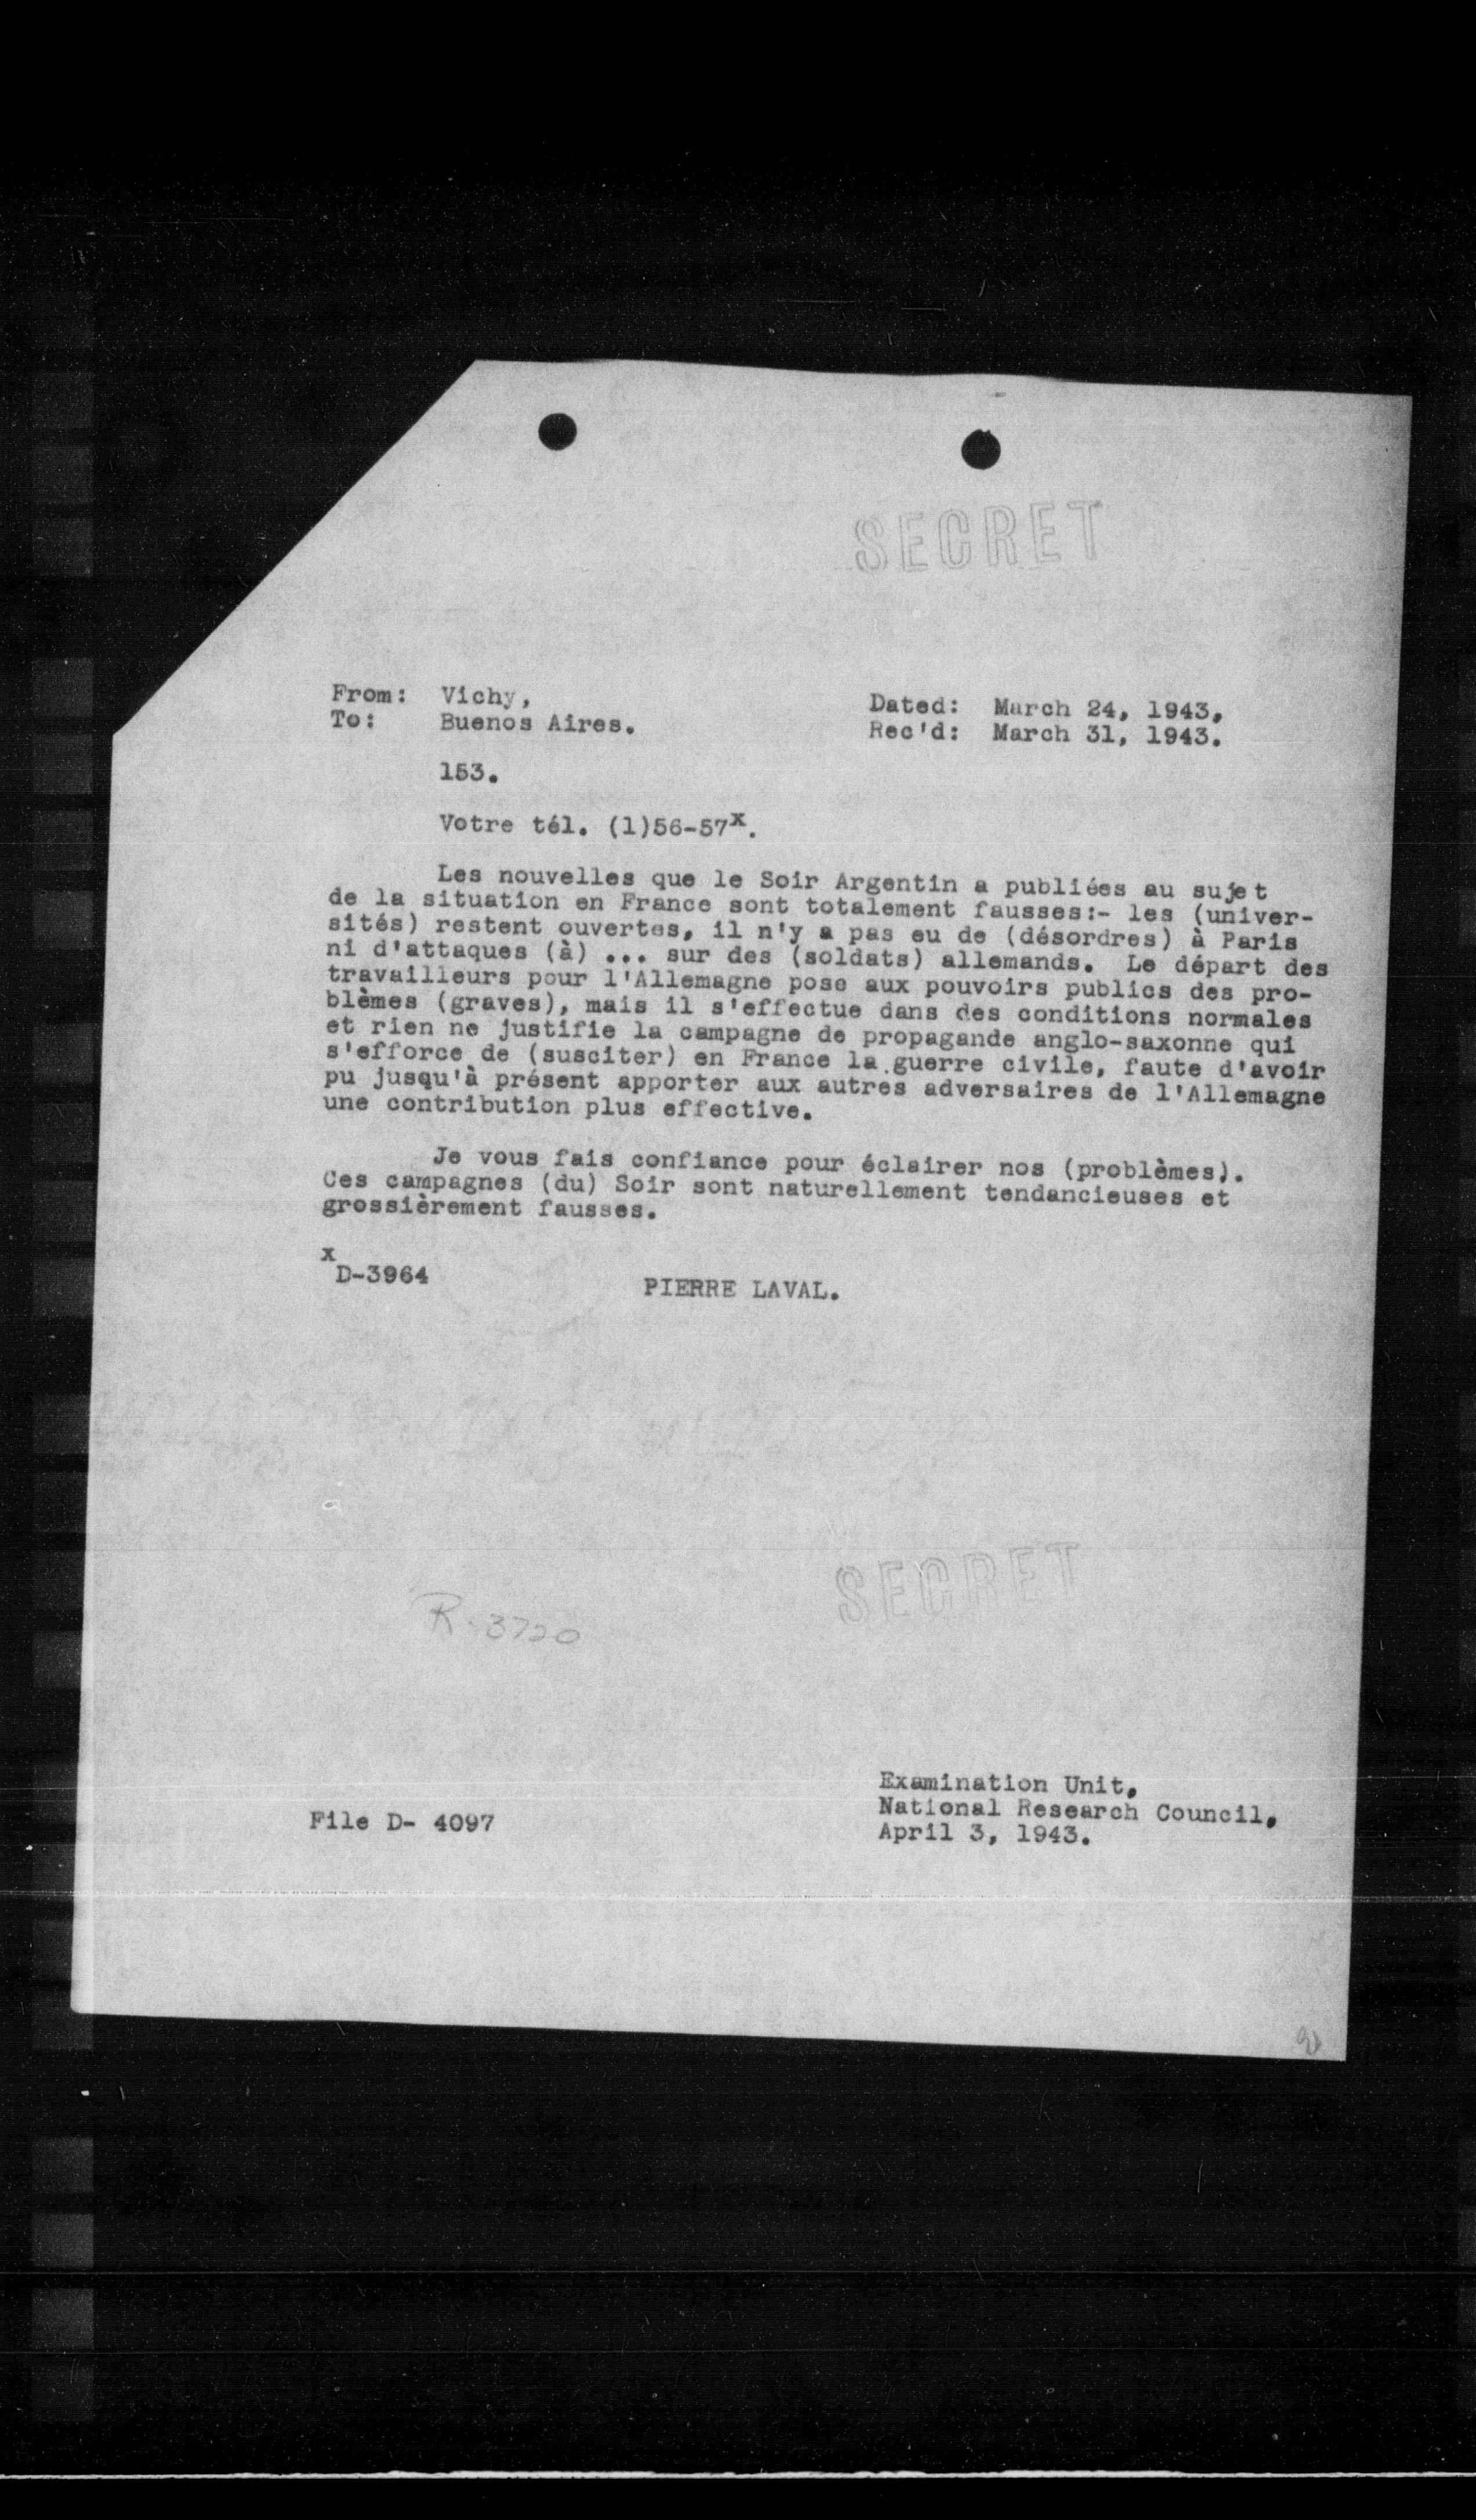 SECRET
From: Vichy,
To: Buenos Aires.
Dated: March 24, 1943,
Rec'd: March 31, 1943.
153.
Votre tél. (1)56-57x.
Les nouvelles que le Soir Argentin a publiées au sujet
de la situation en France sont totalement fausses:- les (univer-
sités) restent ouvertes, il n'y a pas eu de (désordres) à Paris
ni d'attaques (à) ... sur des (soldats) allemands. Le départ des
travailleurs pour l'Allemagne pose aux pouvoirs publics des pro-
blèmes (graves), mais il s'effectue dans des conditions normales
et rien ne justifie la campagne de propagande anglo-saxonne qui
s'efforce de (susciter) en France la guerre civile, faute d'avoir
pu jusqu'à présent apporter aux autres adversaires de l'Allemagne
une contribution plus effective.
Je vous fais confiance pour éclairer nos (problèmes).
Ces campagnes (du) Soir sont naturellement tendancieuses et
grossièrement fausses.
x
D-3964
PIERRE LAVAL.
SECRET
R-3720
Examination Unit,
National Research Council,
April 3, 1943.
File D- 4097